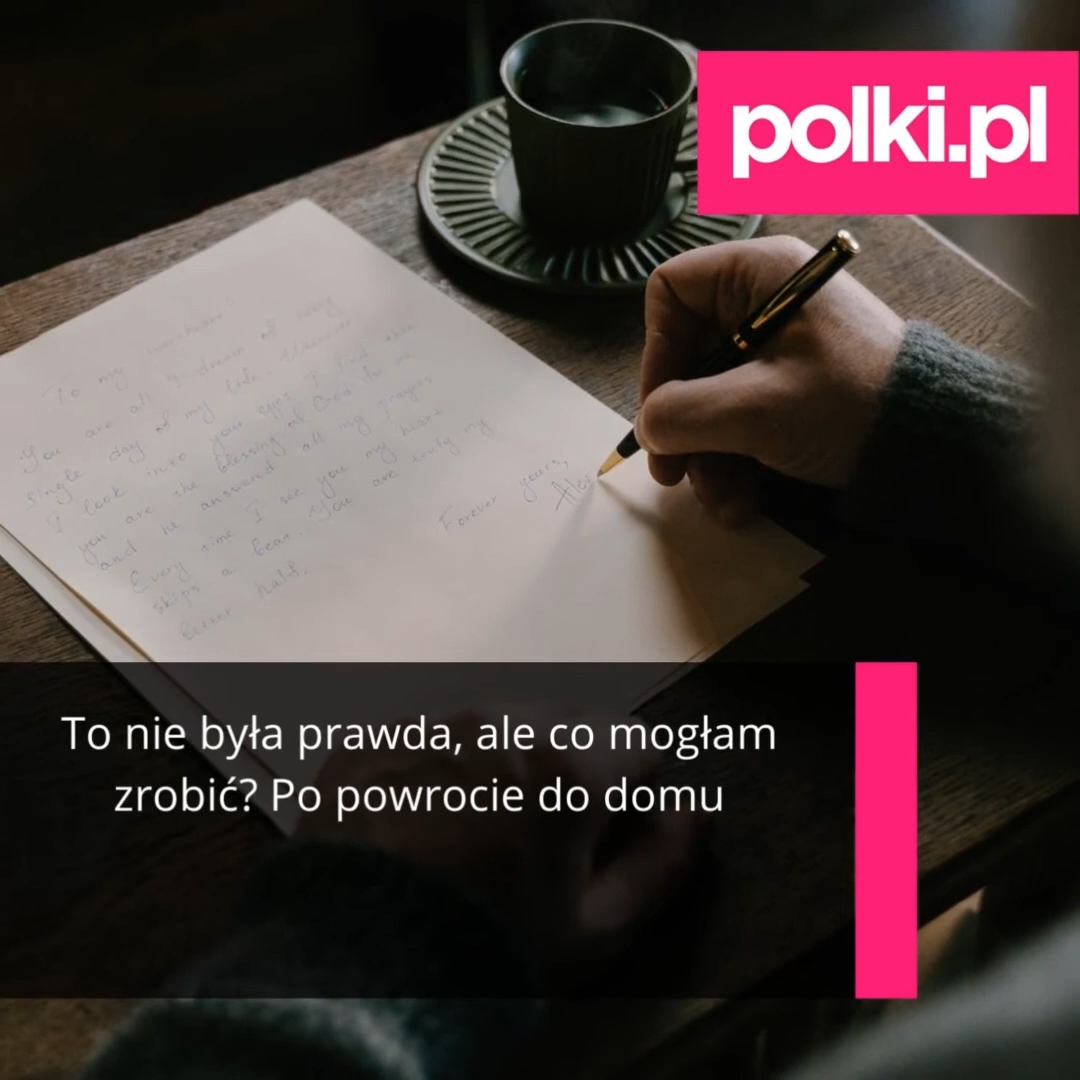 polki.pl
To my
You are all I dream of every
single day of my life.
I look into your eyes I find that
you are the blessing of God to me
and he answered all my prayers
Every time I see you my heart
skips a beat. You are truly my
better half.
Forever yours,
Alex
To nie była prawda, ale co mogłam
zrobić? Po powrocie do domu